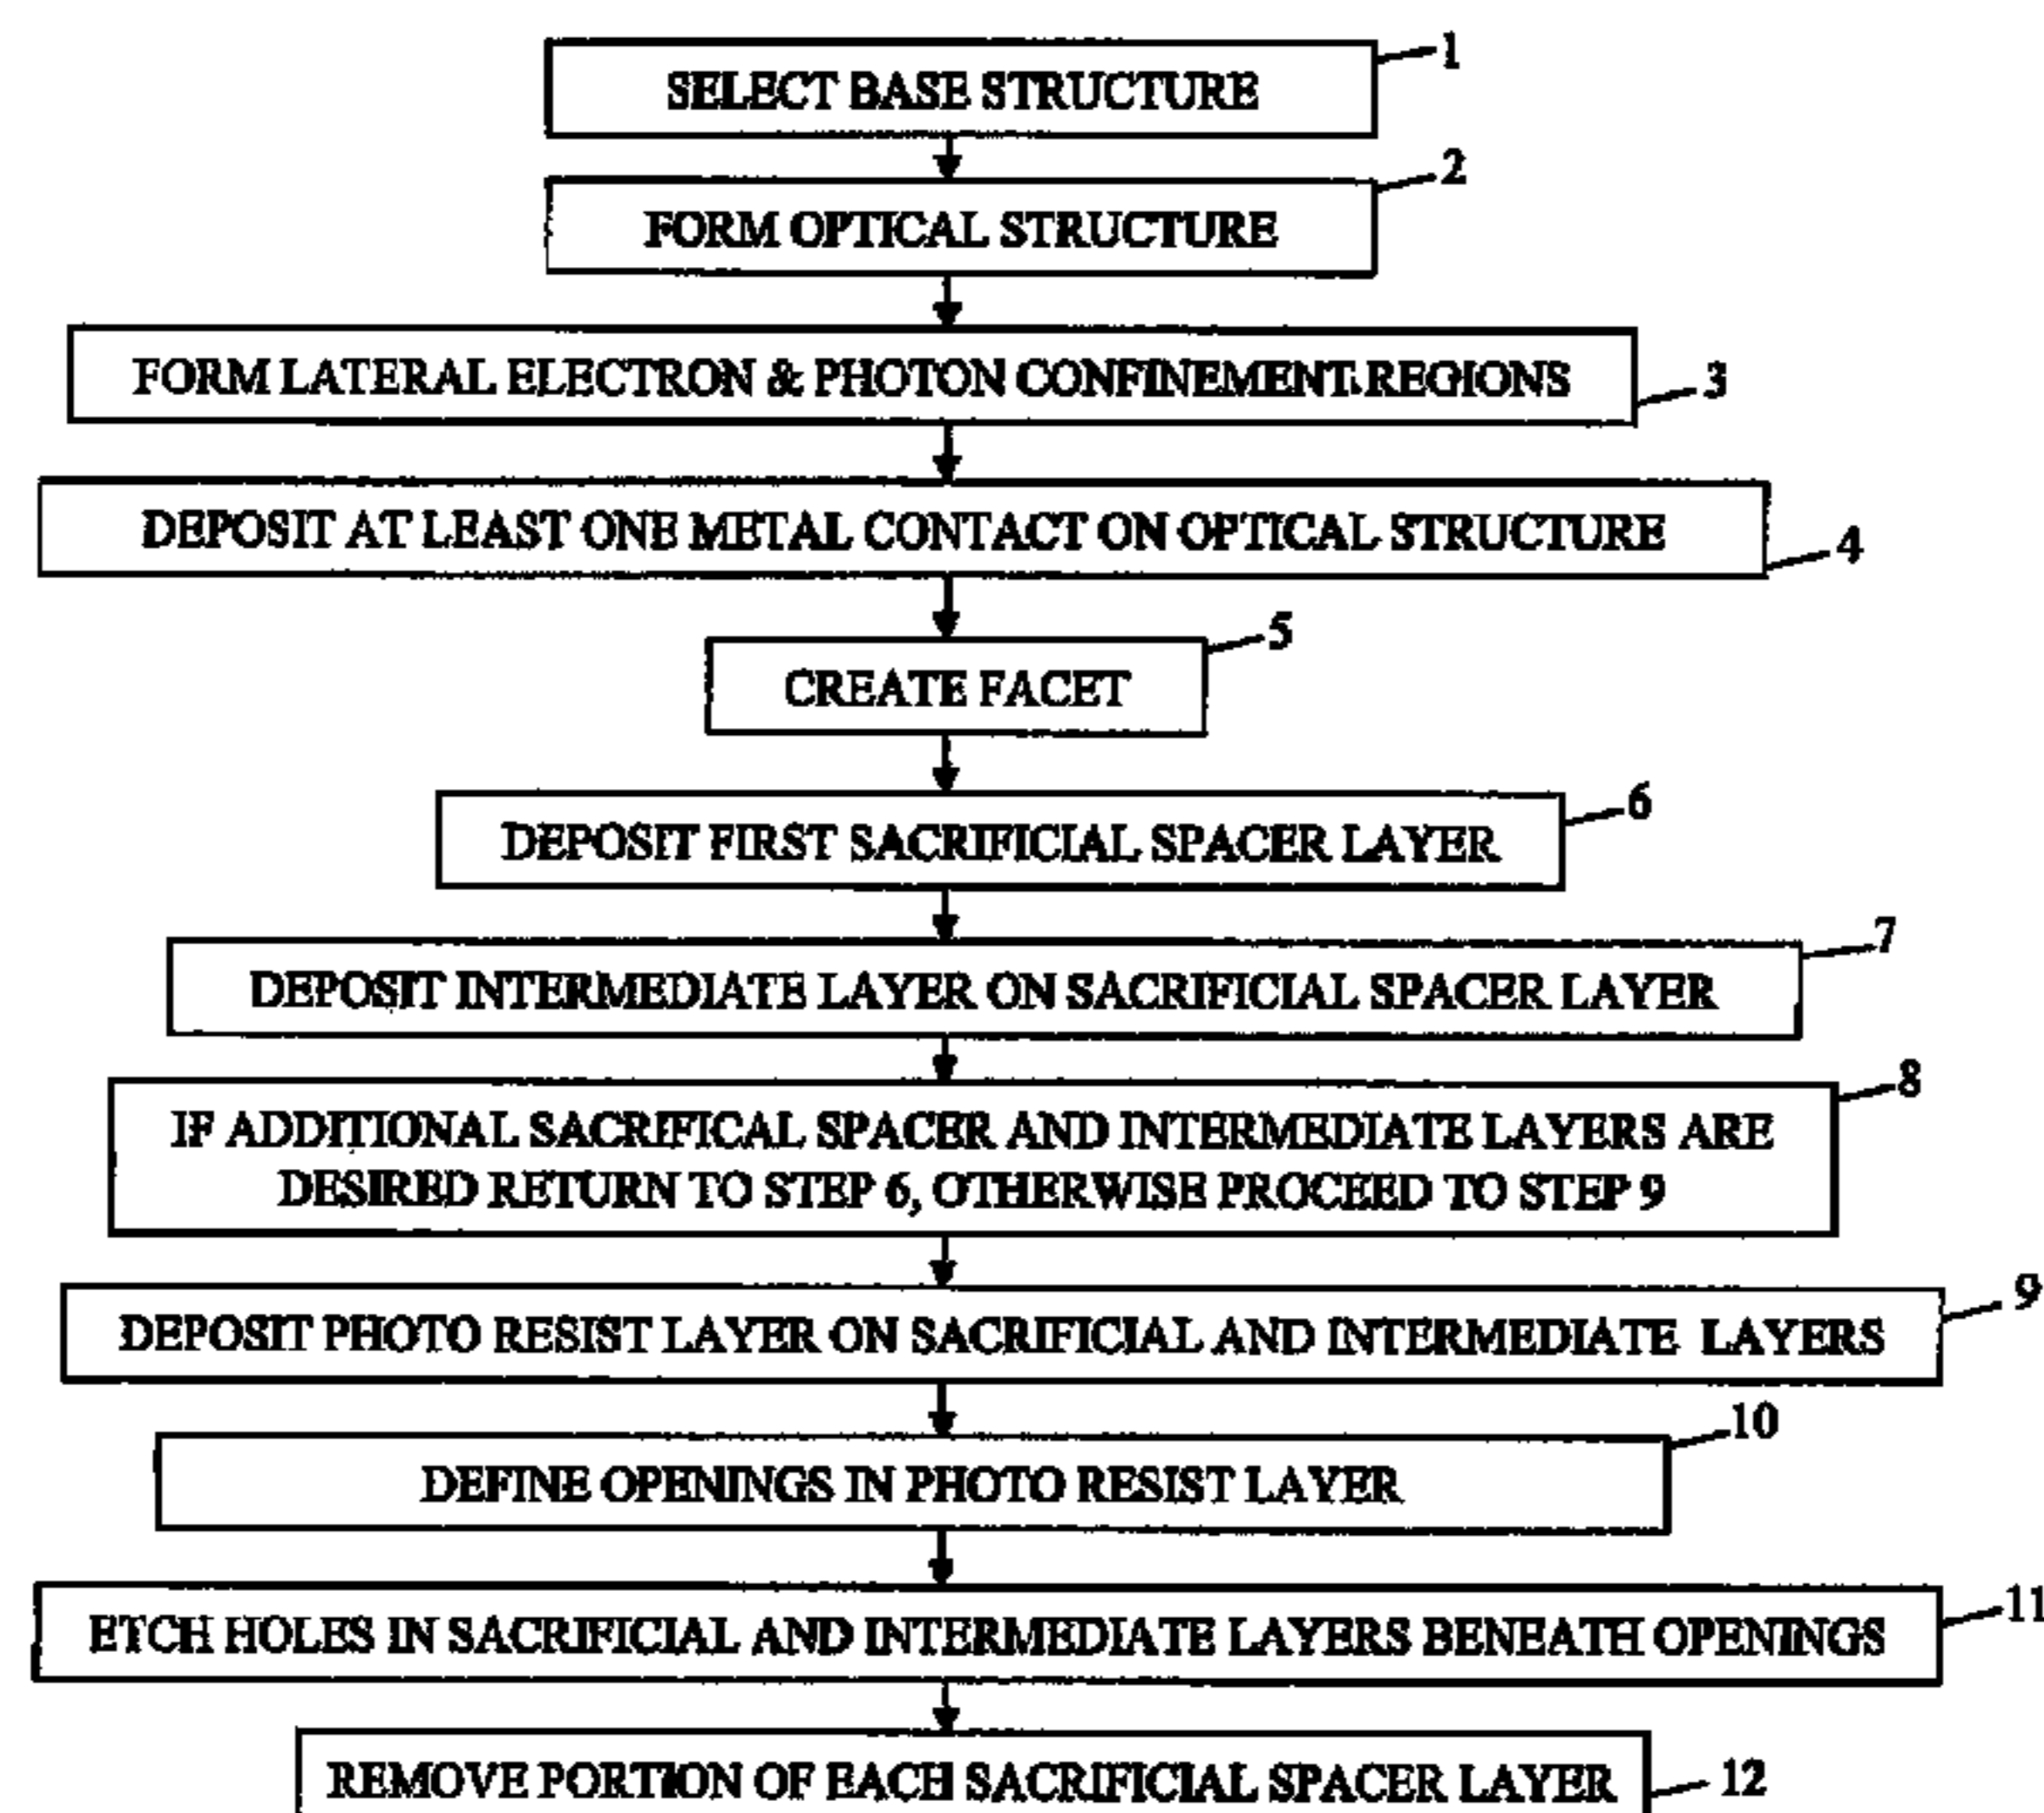 1
SELECT BASE STRUCTURE
2
FORM OPTICAL STRUCTURE
FORM LATERAL ELECTRON & PHOTON CONFINEMENT REGIONS
3
DEPOSIT AT LEAST ONE METAL CONTACT ON OPTICAL STRUCTURE
4
5
CREATE FACET
6
DEPOSIT FIRST SACRIFICIAL SPACER LAYER
7
DEPOSIT INTERMEDIATE LAYER ON SACRIFICIAL SPACER LAYER
8
IF ADDITIONAL SACRIFICAL SPACER AND INTERMEDIATE LAYERS ARE
DESIRED RETURN TO STEP 6, OTHERWISE PROCEED TO STEP 9
9
DEPOSIT PHOTO RESIST LAYER ON SACRIFICIAL AND INTERMEDIATE LAYERS
10
DEFINE OPENINGS IN PHOTO RESIST LAYER
11
ETCH HOLES IN SACRIFICIAL AND INTERMEDIATE LAYERS BENEATH OPENINGS
REMOVE PORTION OF EACH SACRIFICIAL SPACER LAYER
12